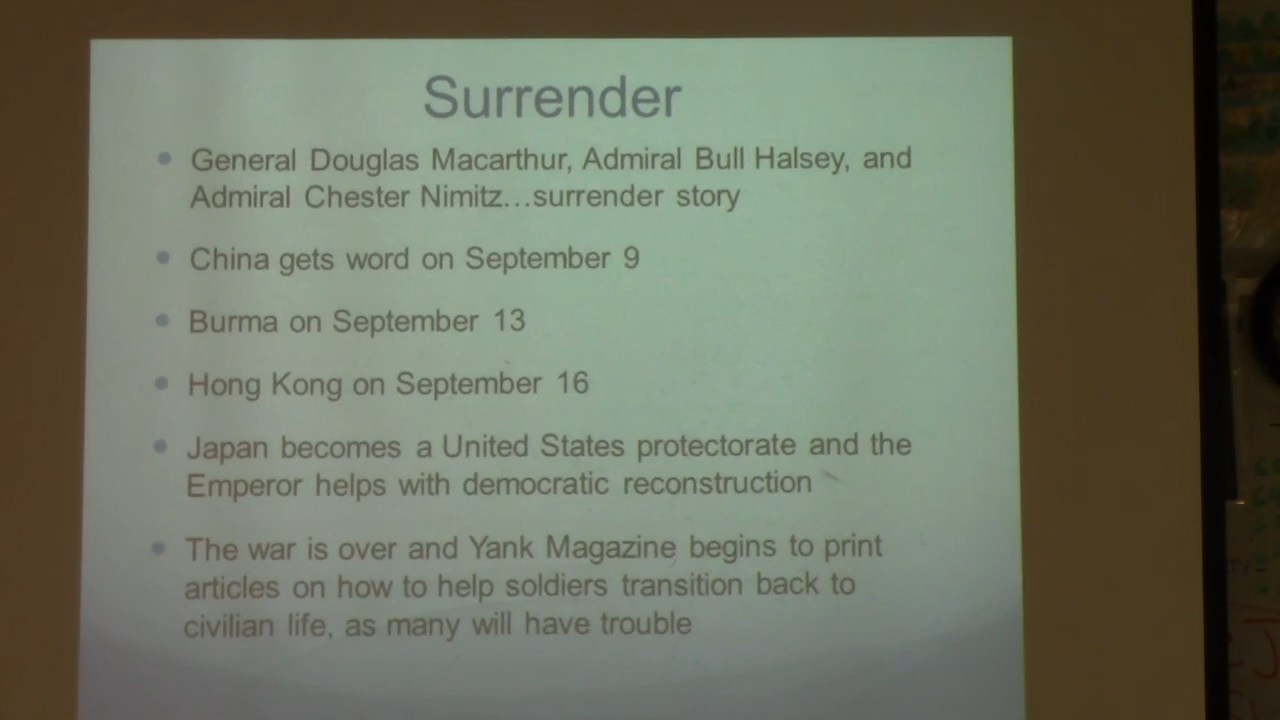 Surrender
• General Douglas Macarthur, Admiral Bull Halsey, and
Admiral Chester Nimitz...surrender story
• China gets word on September 9
• Burma on September 13
• Hong Kong on September 16
• Japan becomes a United States protectorate and the
Emperor helps with democratic reconstruction
• The war is over and Yank Magazine begins to print
articles on how to help soldiers transition back to
civilian life, as many will have trouble